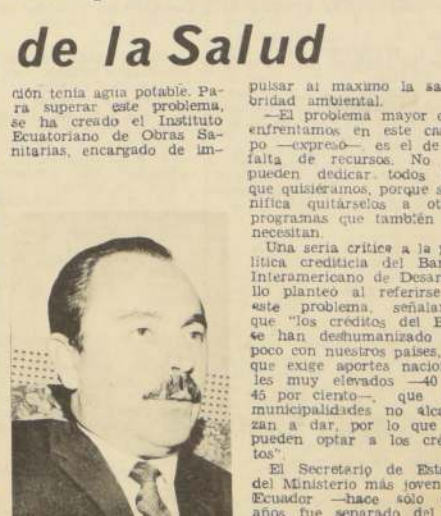 de la Salud
ción tenía agua potable. Pa-
ra superar este problema,
se ha creado el Instituto
Ecuatoriano de Obras Sa-
nitarias, encargado de im-
pulsar al maximo la sa
bridad ambiental.
—El problema mayor
enfrentamos en este ca
po —expresó—, es el de
falta de recursos. No
pueden dedicar todos
que quisiéramos, porque s
nifica quitárselos a ot
programas que también
necesitan.
Una seria crítica a la
lítica crediticia del Ban
Interamericano de Desar
llo planteó al referirse
este problema, señala
que "los créditos del B
se han deshumanizado
poco con nuestros países,
que exige aportes nacion
les muy elevados —40
45 por ciento—, que
municipalidades no alca
zan a dar, por lo que
pueden optar a los cré
tos".
El Secretario de Esta
del Ministerio más joven
Ecuador —hace sólo
años fue separado del